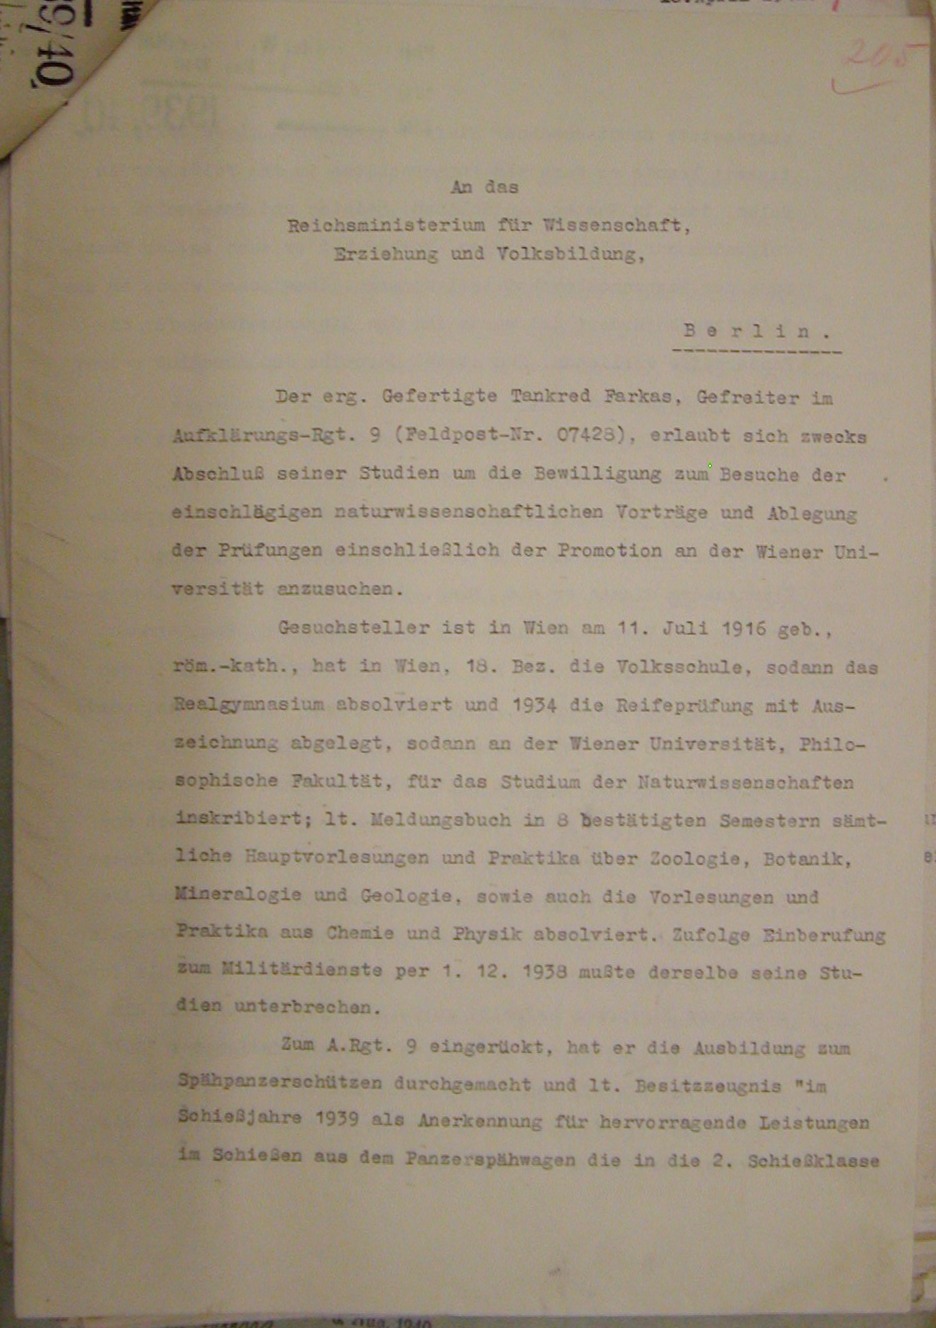 39/40,
205
An das
Reichsministerium für Wissenschaft,
Erziehung und Volksbildung,
B e r l i n .
Der erg. Gefertigte Tankred Farkas, Gefreiter im
Aufklärungs-Rgt. 9 (Feldpost-Nr. 07428), erlaubt sich zwecks
Abschluß seiner Studien um die Bewilligung zum Besuche der
einschlägigen naturwissenschaftlichen Vorträge und Ablegung
der Prüfungen einschließlich der Promotion an der Wiener Uni-
versität anzusuchen.
Gesuchsteller ist in Wien am 11. Juli 1916 geb.,
röm.-kath., hat in Wien, 18. Bez. die Volksschule, sodann das
Realgymnasium absolviert und 1934 die Reifeprüfung mit Aus-
zeichnung abgelegt, sodann an der Wiener Universität, Philo-
sophische Fakultät, für das Studium der Naturwissenschaften
inskribiert; lt. Meldungsbuch in 8 bestätigten Semestern sämt-
liche Hauptvorlesungen und Praktika über Zoologie, Botanik,
Mineralogie und Geologie, sowie auch die Vorlesungen und
Praktika aus Chemie und Physik absolviert. Zufolge Einberufung
zum Militärdienste per 1. 12. 1938 mußte derselbe seine Stu-
dien unterbrechen.
Zum A.Rgt. 9 eingerückt, hat er die Ausbildung zum
Spähpanzerschützen durchgemacht und lt. Besitzzeugnis "im
Schießjahre 1939 als Anerkennung für hervorragende Leistungen
im Schießen aus dem Panzerspähwagen die in die 2. Schießklasse